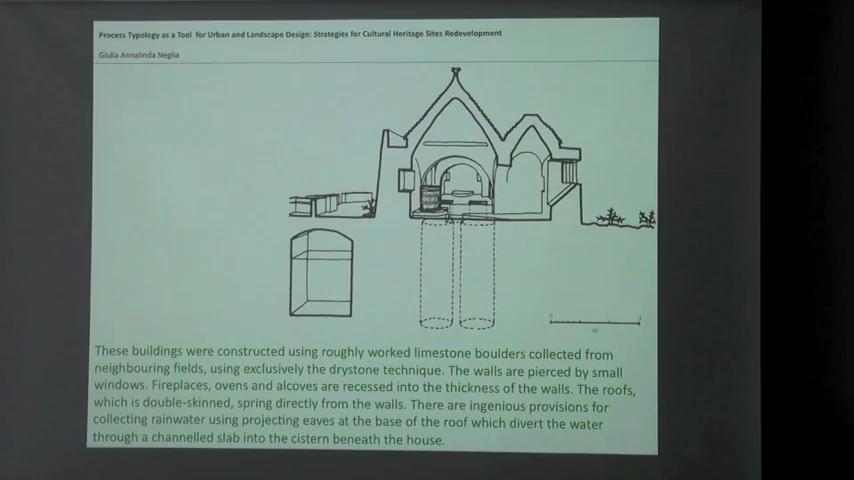 Process Typology as a Tool for Urban and Landscape Design: Strategies for Cultural Heritage Sites Redevelopment
Giulia Annalinda Neglia
These buildings were constructed using roughly worked limestone boulders collected from
neighbouring fields, using exclusively the drystone technique. The walls are pierced by small
windows. Fireplaces, ovens and alcoves are recessed into the thickness of the walls. The roofs,
which is double-skinned, spring directly from the walls. There are ingenious provisions for
collecting rainwater using projecting eaves at the base of the roof which divert the water
through a channelled slab into the cistern beneath the house.